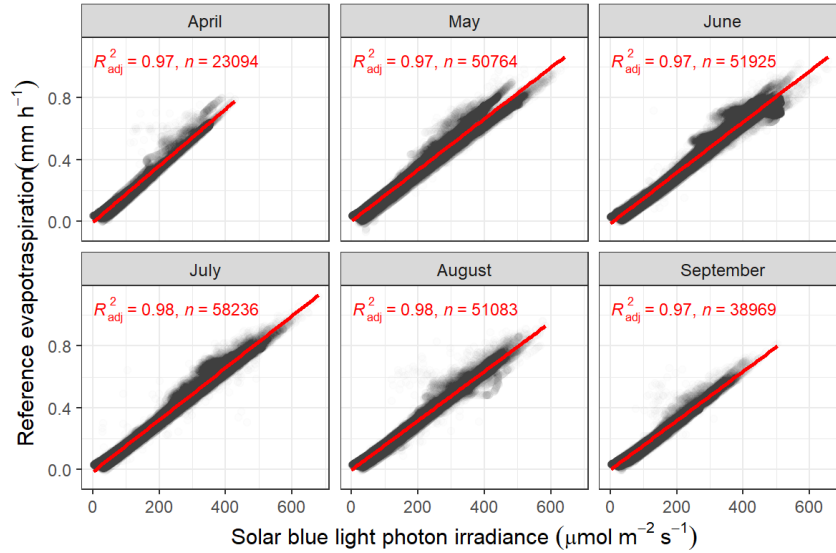 April May June
R²adj = 0.97, n = 23094 R²adj = 0.97, n = 50764 R²adj = 0.97, n = 51925
0.8
0.4
0.0
July August September
R²adj = 0.98, n = 58236 R²adj = 0.98, n = 51083 R²adj = 0.97, n = 38969
0.8
0.4
0.0
0 200 400 600 0 200 400 600 0 200 400 600
Solar blue light photon irradiance (μmol m⁻² s⁻¹)
Reference evapotraspiration(mm h⁻¹)